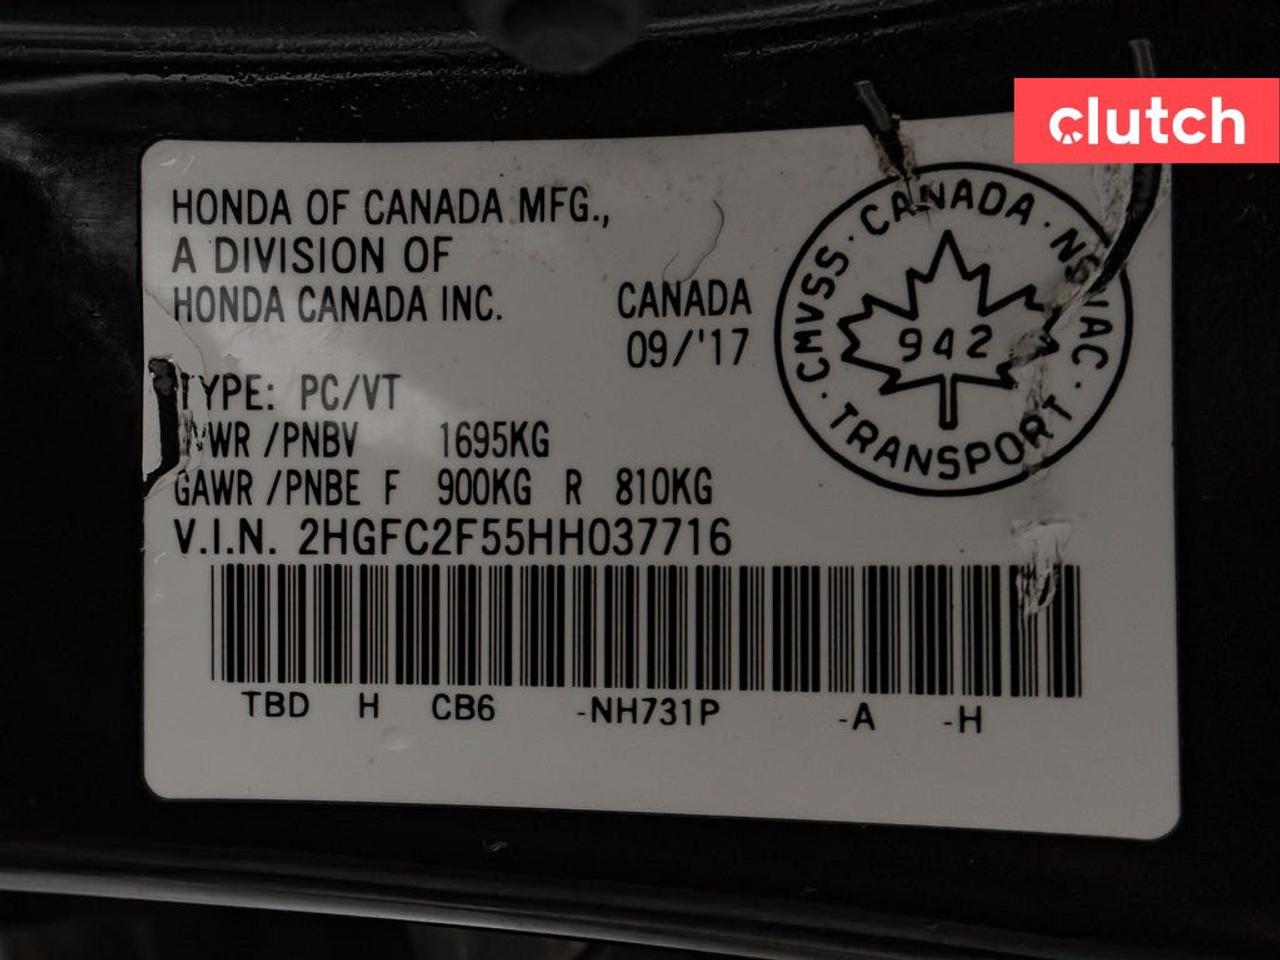 clutch
HONDA OF CANADA MFG.,
A DIVISION OF
HONDA CANADA INC.
CANADA
09/'17
TYPE: PC/VT
WR /PNBV 1695KG
GAWR /PNBE F 900KG R 810KG
V.I.N. 2HGFC2F55HH037716
TBD H CB6 -NH731P -A -H
CMVSS · CANADA · NSVAC ·
942
· TRANSPORT ·